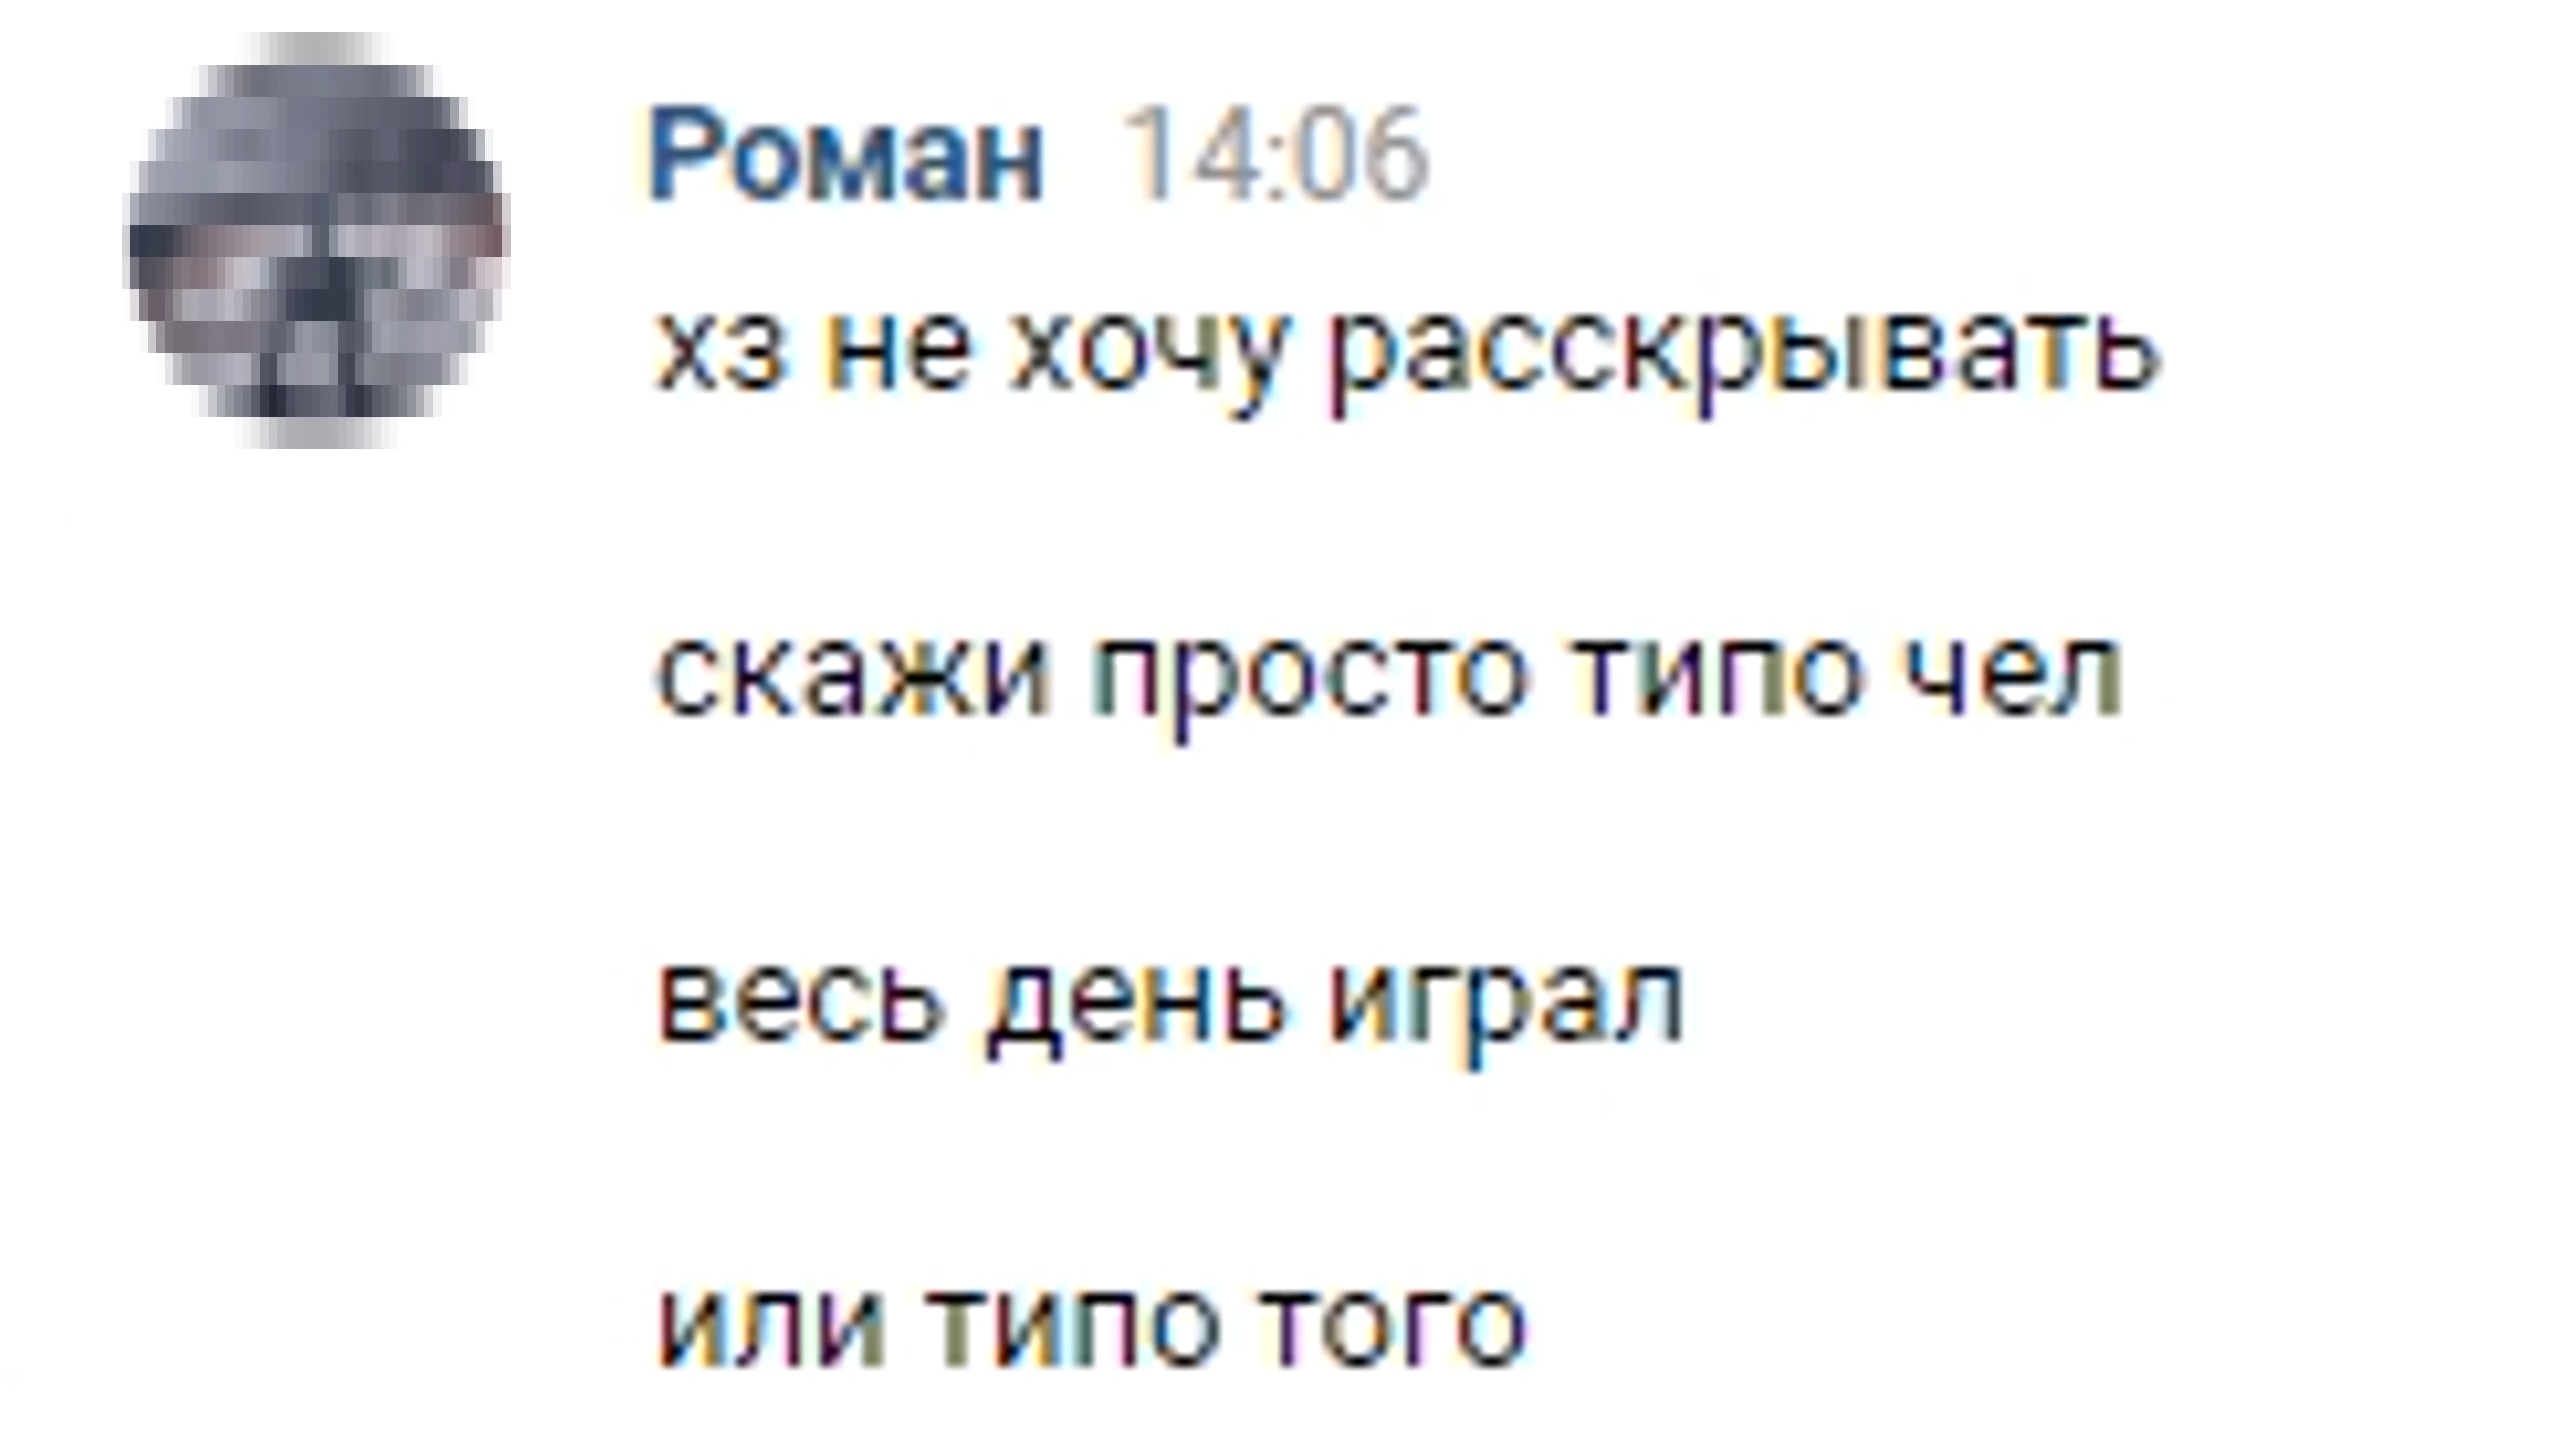 Роман 14:06
хз не хочу расскрывать
скажи просто типо чел
весь день играл
или типо того